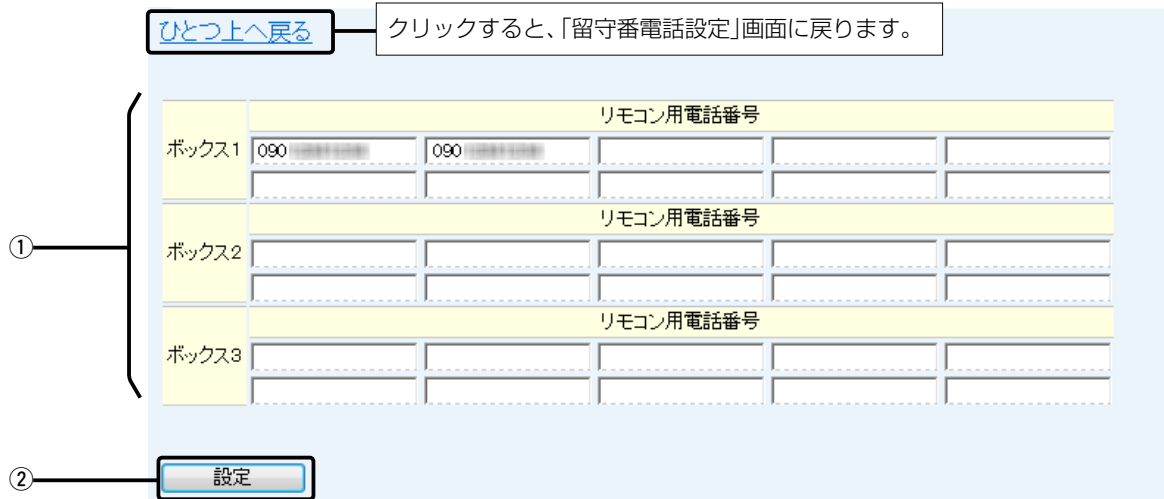 ひとつ上へ戻る
クリックすると、「留守番電話設定」画面に戻ります。
①
リモコン用電話番号
ボックス1
090
090
リモコン用電話番号
ボックス2
リモコン用電話番号
ボックス3
②
設定